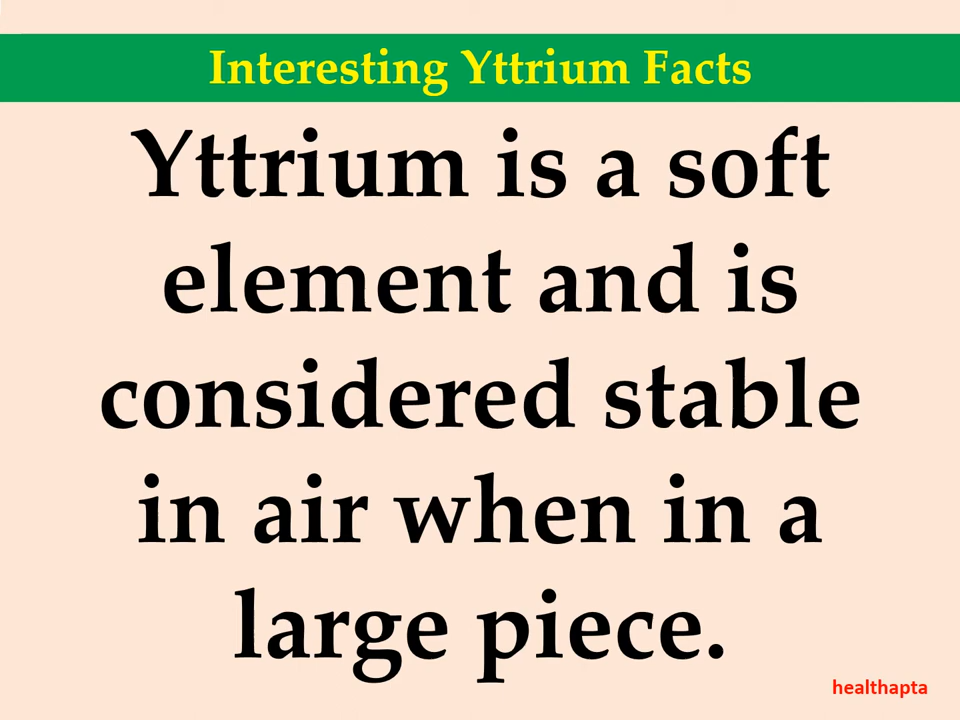 Interesting Yttrium Facts
Yttrium is a soft
element and is
considered stable
in air when in a
large piece.
healthapta